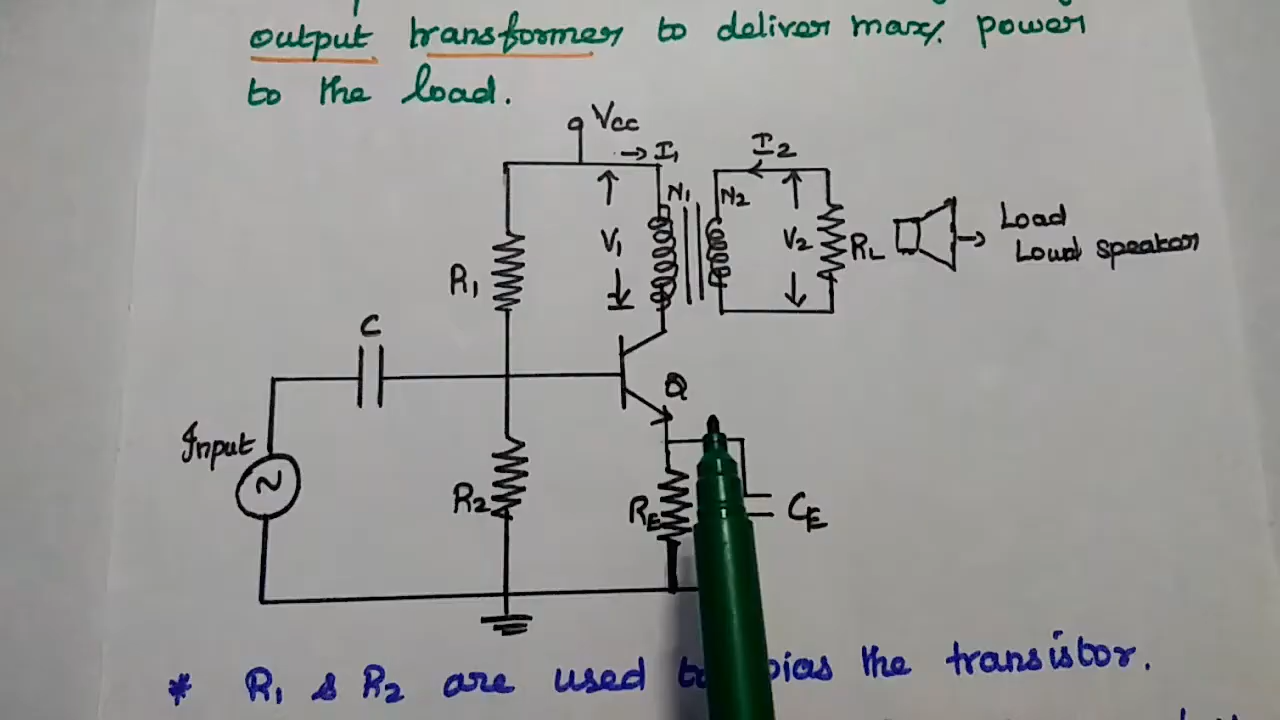 output transformer to deliver max. power
to the load.
Vcc
I1
I2
N1
N2
V1
V2
R1
RL
Load
Loud speaker
C
Q
Input
R2
RE
CE
* R1 & R2 are used to bias the transistor.